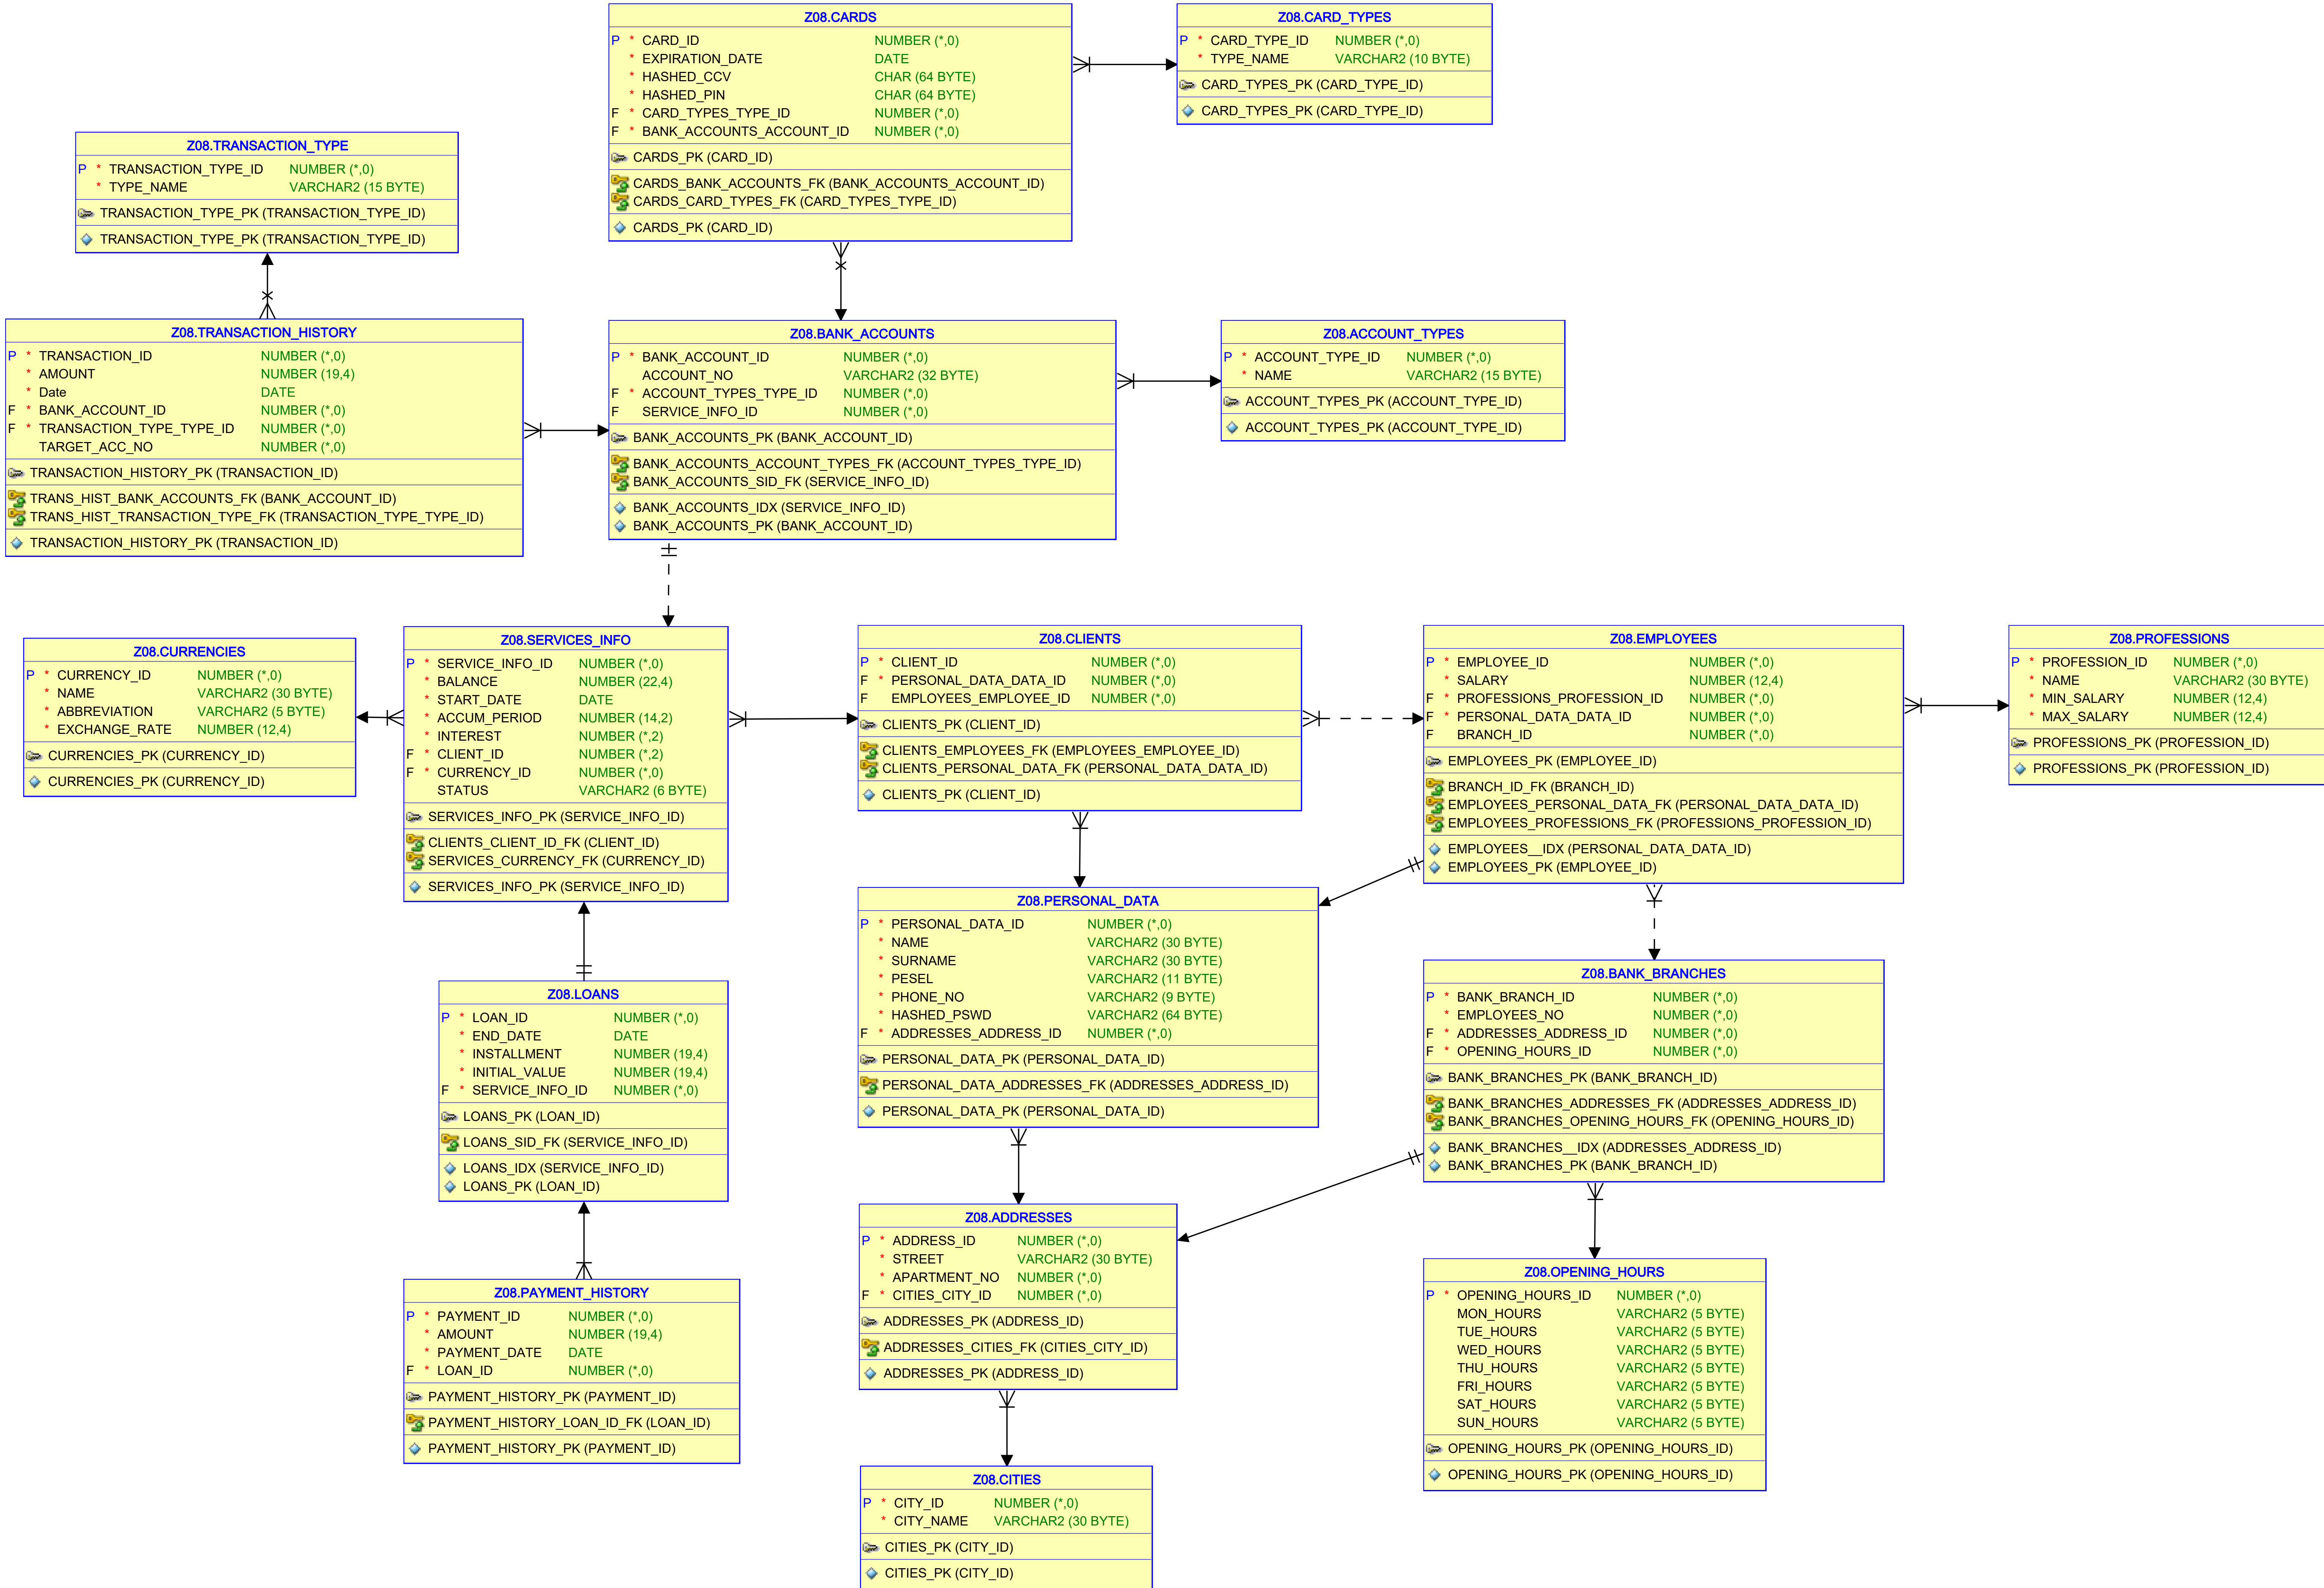 Z08.CARDS
P * CARD_ID NUMBER (*,0)
* EXPIRATION_DATE DATE
* HASHED_CCV CHAR (64 BYTE)
* HASHED_PIN CHAR (64 BYTE)
F * CARD_TYPES_TYPE_ID NUMBER (*,0)
F * BANK_ACCOUNTS_ACCOUNT_ID NUMBER (*,0)
CARDS_PK (CARD_ID)
CARDS_BANK_ACCOUNTS_FK (BANK_ACCOUNTS_ACCOUNT_ID)
CARDS_CARD_TYPES_FK (CARD_TYPES_TYPE_ID)
CARDS_PK (CARD_ID)
Z08.CARD_TYPES
P * CARD_TYPE_ID NUMBER (*,0)
* TYPE_NAME VARCHAR2 (10 BYTE)
CARD_TYPES_PK (CARD_TYPE_ID)
CARD_TYPES_PK (CARD_TYPE_ID)
Z08.TRANSACTION_TYPE
P * TRANSACTION_TYPE_ID NUMBER (*,0)
* TYPE_NAME VARCHAR2 (15 BYTE)
TRANSACTION_TYPE_PK (TRANSACTION_TYPE_ID)
TRANSACTION_TYPE_PK (TRANSACTION_TYPE_ID)
Z08.TRANSACTION_HISTORY
P * TRANSACTION_ID NUMBER (*,0)
* AMOUNT NUMBER (19,4)
* Date DATE
F * BANK_ACCOUNT_ID NUMBER (*,0)
F * TRANSACTION_TYPE_TYPE_ID NUMBER (*,0)
TARGET_ACC_NO NUMBER (*,0)
TRANSACTION_HISTORY_PK (TRANSACTION_ID)
TRANS_HIST_BANK_ACCOUNTS_FK (BANK_ACCOUNT_ID)
TRANS_HIST_TRANSACTION_TYPE_FK (TRANSACTION_TYPE_TYPE_ID)
TRANSACTION_HISTORY_PK (TRANSACTION_ID)
Z08.BANK_ACCOUNTS
P * BANK_ACCOUNT_ID NUMBER (*,0)
ACCOUNT_NO VARCHAR2 (32 BYTE)
F * ACCOUNT_TYPES_TYPE_ID NUMBER (*,0)
F SERVICE_INFO_ID NUMBER (*,0)
BANK_ACCOUNTS_PK (BANK_ACCOUNT_ID)
BANK_ACCOUNTS_ACCOUNT_TYPES_FK (ACCOUNT_TYPES_TYPE_ID)
BANK_ACCOUNTS_SID_FK (SERVICE_INFO_ID)
BANK_ACCOUNTS_IDX (SERVICE_INFO_ID)
BANK_ACCOUNTS_PK (BANK_ACCOUNT_ID)
Z08.ACCOUNT_TYPES
P * ACCOUNT_TYPE_ID NUMBER (*,0)
* NAME VARCHAR2 (15 BYTE)
ACCOUNT_TYPES_PK (ACCOUNT_TYPE_ID)
ACCOUNT_TYPES_PK (ACCOUNT_TYPE_ID)
Z08.CURRENCIES
P * CURRENCY_ID NUMBER (*,0)
* NAME VARCHAR2 (30 BYTE)
* ABBREVIATION VARCHAR2 (5 BYTE)
* EXCHANGE_RATE NUMBER (12,4)
CURRENCIES_PK (CURRENCY_ID)
CURRENCIES_PK (CURRENCY_ID)
Z08.SERVICES_INFO
P * SERVICE_INFO_ID NUMBER (*,0)
* BALANCE NUMBER (22,4)
* START_DATE DATE
* ACCUM_PERIOD NUMBER (14,2)
* INTEREST NUMBER (*,2)
F * CLIENT_ID NUMBER (*,2)
F * CURRENCY_ID NUMBER (*,0)
STATUS VARCHAR2 (6 BYTE)
SERVICES_INFO_PK (SERVICE_INFO_ID)
CLIENTS_CLIENT_ID_FK (CLIENT_ID)
SERVICES_CURRENCY_FK (CURRENCY_ID)
SERVICES_INFO_PK (SERVICE_INFO_ID)
Z08.CLIENTS
P * CLIENT_ID NUMBER (*,0)
F * PERSONAL_DATA_DATA_ID NUMBER (*,0)
F EMPLOYEES_EMPLOYEE_ID NUMBER (*,0)
CLIENTS_PK (CLIENT_ID)
CLIENTS_EMPLOYEES_FK (EMPLOYEES_EMPLOYEE_ID)
CLIENTS_PERSONAL_DATA_FK (PERSONAL_DATA_DATA_ID)
CLIENTS_PK (CLIENT_ID)
Z08.EMPLOYEES
P * EMPLOYEE_ID NUMBER (*,0)
* SALARY NUMBER (12,4)
F * PROFESSIONS_PROFESSION_ID NUMBER (*,0)
F * PERSONAL_DATA_DATA_ID NUMBER (*,0)
F BRANCH_ID NUMBER (*,0)
EMPLOYEES_PK (EMPLOYEE_ID)
BRANCH_ID_FK (BRANCH_ID)
EMPLOYEES_PERSONAL_DATA_FK (PERSONAL_DATA_DATA_ID)
EMPLOYEES_PROFESSIONS_FK (PROFESSIONS_PROFESSION_ID)
EMPLOYEES__IDX (PERSONAL_DATA_DATA_ID)
EMPLOYEES_PK (EMPLOYEE_ID)
Z08.PROFESSIONS
P * PROFESSION_ID NUMBER (*,0)
* NAME VARCHAR2 (30 BYTE)
* MIN_SALARY NUMBER (12,4)
* MAX_SALARY NUMBER (12,4)
PROFESSIONS_PK (PROFESSION_ID)
PROFESSIONS_PK (PROFESSION_ID)
Z08.PERSONAL_DATA
P * PERSONAL_DATA_ID NUMBER (*,0)
* NAME VARCHAR2 (30 BYTE)
* SURNAME VARCHAR2 (30 BYTE)
* PESEL VARCHAR2 (11 BYTE)
* PHONE_NO VARCHAR2 (9 BYTE)
* HASHED_PSWD VARCHAR2 (64 BYTE)
F * ADDRESSES_ADDRESS_ID NUMBER (*,0)
PERSONAL_DATA_PK (PERSONAL_DATA_ID)
PERSONAL_DATA_ADDRESSES_FK (ADDRESSES_ADDRESS_ID)
PERSONAL_DATA_PK (PERSONAL_DATA_ID)
Z08.BANK_BRANCHES
P * BANK_BRANCH_ID NUMBER (*,0)
* EMPLOYEES_NO NUMBER (*,0)
F * ADDRESSES_ADDRESS_ID NUMBER (*,0)
F * OPENING_HOURS_ID NUMBER (*,0)
BANK_BRANCHES_PK (BANK_BRANCH_ID)
BANK_BRANCHES_ADDRESSES_FK (ADDRESSES_ADDRESS_ID)
BANK_BRANCHES_OPENING_HOURS_FK (OPENING_HOURS_ID)
BANK_BRANCHES__IDX (ADDRESSES_ADDRESS_ID)
BANK_BRANCHES_PK (BANK_BRANCH_ID)
Z08.LOANS
P * LOAN_ID NUMBER (*,0)
* END_DATE DATE
* INSTALLMENT NUMBER (19,4)
* INITIAL_VALUE NUMBER (19,4)
F * SERVICE_INFO_ID NUMBER (*,0)
LOANS_PK (LOAN_ID)
LOANS_SID_FK (SERVICE_INFO_ID)
LOANS_IDX (SERVICE_INFO_ID)
LOANS_PK (LOAN_ID)
Z08.ADDRESSES
P * ADDRESS_ID NUMBER (*,0)
* STREET VARCHAR2 (30 BYTE)
* APARTMENT_NO NUMBER (*,0)
F * CITIES_CITY_ID NUMBER (*,0)
ADDRESSES_PK (ADDRESS_ID)
ADDRESSES_CITIES_FK (CITIES_CITY_ID)
ADDRESSES_PK (ADDRESS_ID)
Z08.OPENING_HOURS
P * OPENING_HOURS_ID NUMBER (*,0)
MON_HOURS VARCHAR2 (5 BYTE)
TUE_HOURS VARCHAR2 (5 BYTE)
WED_HOURS VARCHAR2 (5 BYTE)
THU_HOURS VARCHAR2 (5 BYTE)
FRI_HOURS VARCHAR2 (5 BYTE)
SAT_HOURS VARCHAR2 (5 BYTE)
SUN_HOURS VARCHAR2 (5 BYTE)
OPENING_HOURS_PK (OPENING_HOURS_ID)
OPENING_HOURS_PK (OPENING_HOURS_ID)
Z08.PAYMENT_HISTORY
P * PAYMENT_ID NUMBER (*,0)
* AMOUNT NUMBER (19,4)
* PAYMENT_DATE DATE
F * LOAN_ID NUMBER (*,0)
PAYMENT_HISTORY_PK (PAYMENT_ID)
PAYMENT_HISTORY_LOAN_ID_FK (LOAN_ID)
PAYMENT_HISTORY_PK (PAYMENT_ID)
Z08.CITIES
P * CITY_ID NUMBER (*,0)
* CITY_NAME VARCHAR2 (30 BYTE)
CITIES_PK (CITY_ID)
CITIES_PK (CITY_ID)